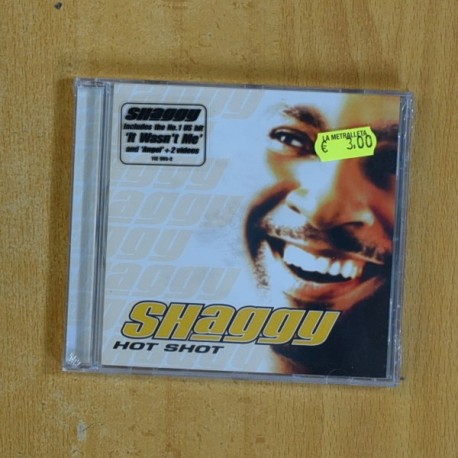 SHaggy
includes the No.1 US hit
'It Wasn't Me'
and 'Angel' + 2 videos
LA METRALLETA
€ 3,00
SHaggy
HOT SHOT